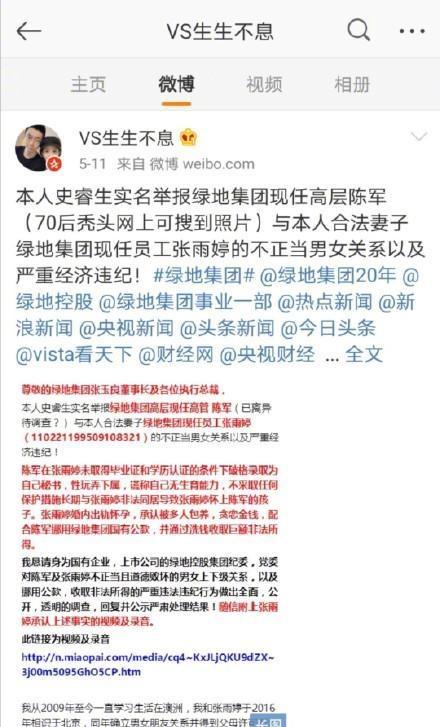 VS生生不息
主页 微博 视频 相册
VS生生不息
5-11 来自 微博 weibo.com
本人史睿生实名举报绿地集团现任高层陈军
（70后秃头网上可搜到照片）与本人合法妻子
绿地集团现任员工张雨婷的不正当男女关系以及
严重经济违纪！#绿地集团# @绿地集团20年 @
绿地控股 @绿地集团事业一部 @热点新闻 @新
浪新闻 @央视新闻 @头条新闻 @今日头条
@vista看天下 @财经网 @央视财经 ... 全文
尊敬的绿地集团张玉良董事长及各位执行总裁，
本人史睿生实名举报绿地集团高层现任高管 陈军（已离异
待调查？）与本人合法妻子绿地集团现任员工张雨婷
（[身份证号已略去]）的不正当男女关系以及严重经
济违纪！
陈军在张雨婷未取得毕业证和学历认证的条件下破格录取为
自己秘书，性玩弄下属，谎称自己无生育能力，不采取任何
保护措施长期与张雨婷非法同居导致张雨婷怀上陈军的孩
子。张雨婷婚内出轨怀孕，承认被多人包养，贪恋金钱，配
合陈军挪用绿地集团国有公款，并通过洗钱收取巨额非法所
得。
我恳请身为国有企业，上市公司的绿地控股集团纪委，党委
对陈军及张雨婷不正当且道德败坏的男女上下级关系，以及
挪用公款，收取非法所得的严重违法违纪行为做出全面，公
开，透明的调查，回复并公示严肃处理结果！随信附上张雨
婷承认上述事实的视频及录音。
此链接为视频及录音
http://n.miaopai.com/media/cq4~KxJLjQKU9dZX~
3j00m5095GhO5CP.htm
我从2009年至今一直学习生活在澳洲，我和张雨婷于2016
年相识于北京，同年确立男女朋友关系并得到父母许
长图